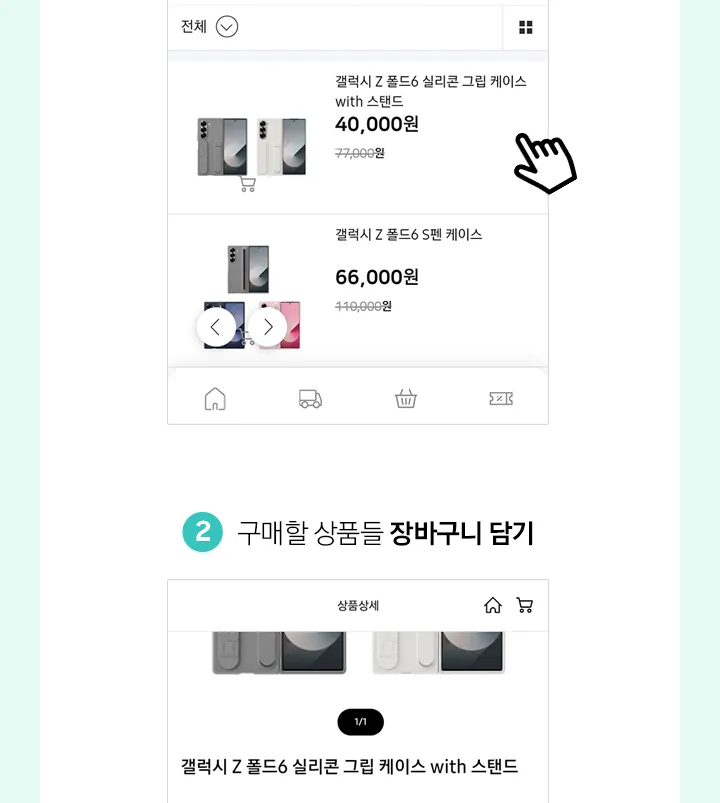 전체
갤럭시 Z 폴드6 실리콘 그립 케이스
with 스탠드
40,000원
77,000원
갤럭시 Z 폴드6 S펜 케이스
66,000원
110,000원
2 구매할 상품들 장바구니 담기
상품상세
1/1
갤럭시 Z 폴드6 실리콘 그립 케이스 with 스탠드